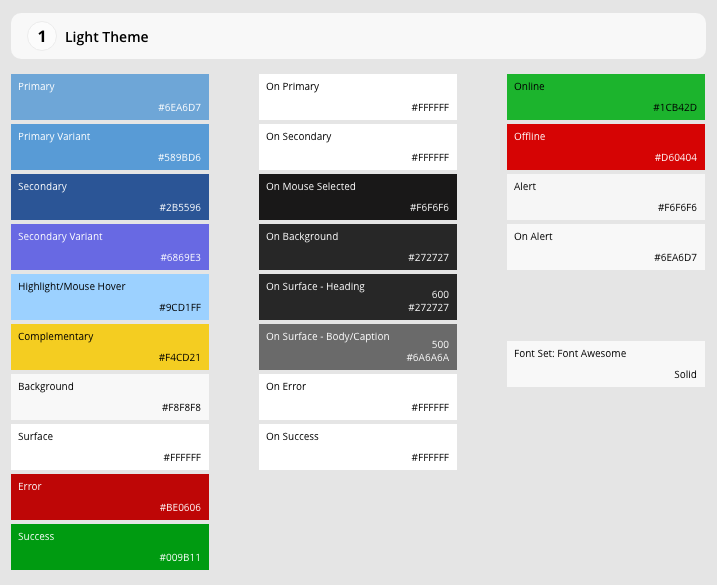 1 Light Theme
Primary
#6EA6D7
Primary Variant
#589BD6
Secondary
#2B5596
Secondary Variant
#6869E3
Highlight/Mouse Hover
#9CD1FF
Complementary
#F4CD21
Background
#F8F8F8
Surface
#FFFFFF
Error
#BE0606
Success
#009B11
On Primary
#FFFFFF
On Secondary
#FFFFFF
On Mouse Selected
#F6F6F6
On Background
#272727
On Surface - Heading
600
#272727
On Surface - Body/Caption
500
#6A6A6A
On Error
#FFFFFF
On Success
#FFFFFF
Online
#1CB42D
Offline
#D60404
Alert
#F6F6F6
On Alert
#6EA6D7
Font Set: Font Awesome
Solid